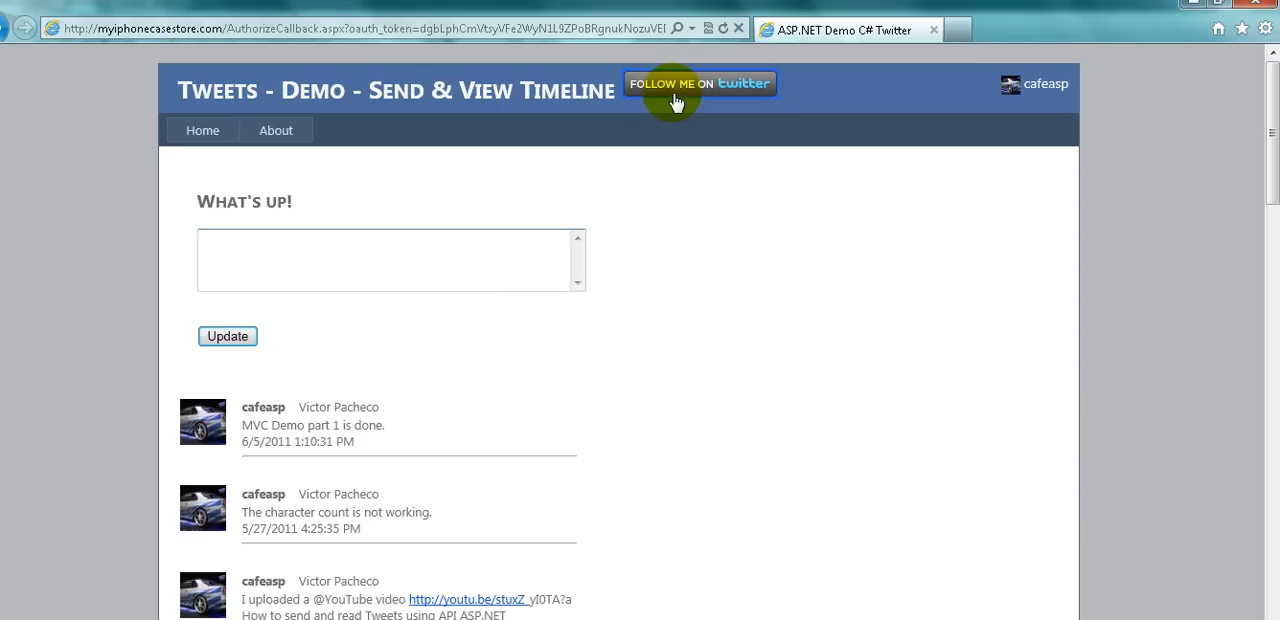 http://myiphonecasestore.com/AuthorizeCallback.aspx?oauth_token=dgbLphCmVtsyVFe2WyN1L9ZPoBRgnukNozuVE
ASP.NET Demo C# Twitter
TWEETS - DEMO - SEND & VIEW TIMELINE
FOLLOW ME ON twitter
cafeasp
Home
About
WHAT'S UP!
Update
cafeasp Victor Pacheco
MVC Demo part 1 is done.
6/5/2011 1:10:31 PM
cafeasp Victor Pacheco
The character count is not working.
5/27/2011 4:25:35 PM
cafeasp Victor Pacheco
I uploaded a @YouTube video http://youtu.be/stuxZ_yI0TA?a
How to send and read Tweets using API ASP.NET